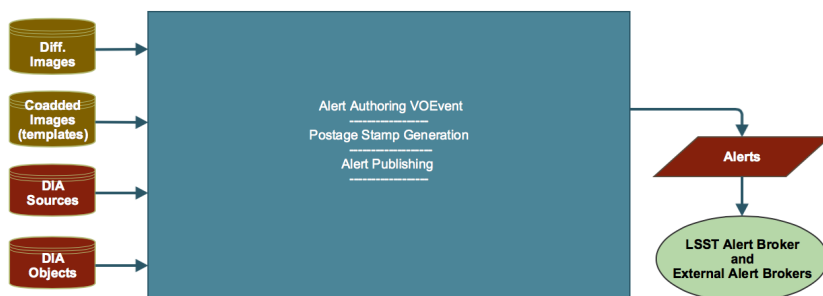 Diff.
Images
Coadded
Images
(templates)
DIA
Sources
DIA
Objects
Alert Authoring VOEvent
------------------
Postage Stamp Generation
-------------------
Alert Publishing
------------------
Alerts
LSST Alert Broker
and
External Alert Brokers